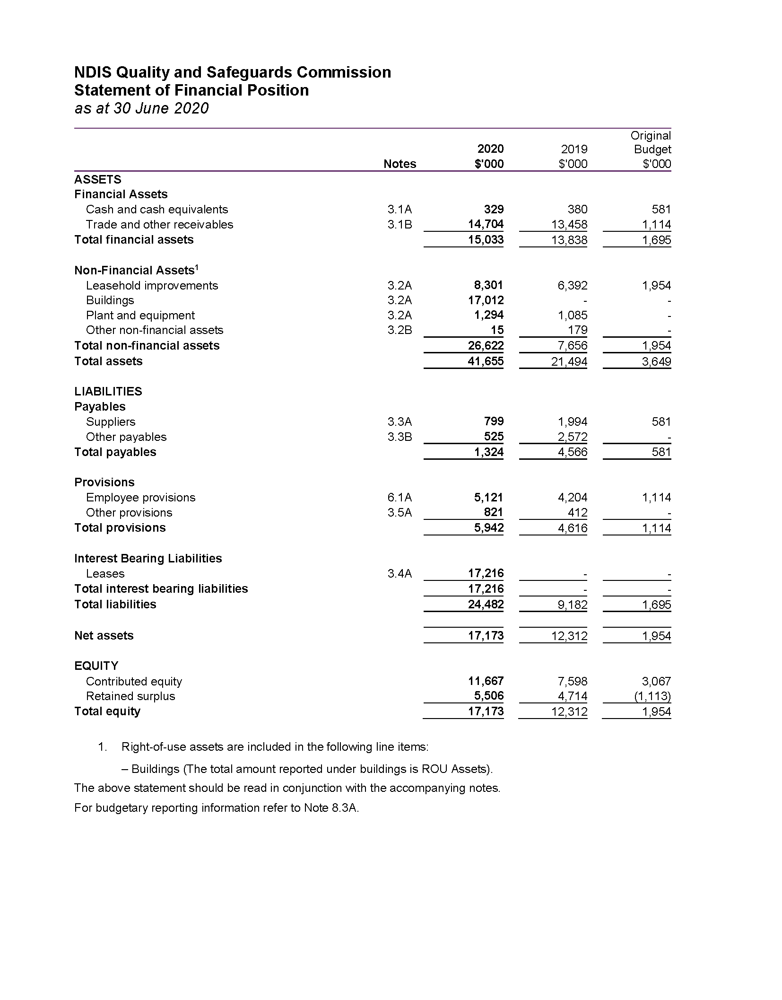 NDIS Quality and Safeguards Commission
Statement of Financial Position
as at 30 June 2020
Original
2020 2019 Budget
Notes $'000 $'000 $'000
ASSETS
Financial Assets
Cash and cash equivalents 3.1A 329 380 581
Trade and other receivables 3.1B 14,704 13,458 1,114
Total financial assets 15,033 13,838 1,695
Non-Financial Assets1
Leasehold improvements 3.2A 8,301 6,392 1,954
Buildings 3.2A 17,012 - -
Plant and equipment 3.2A 1,294 1,085 -
Other non-financial assets 3.2B 15 179 -
Total non-financial assets 26,622 7,656 1,954
Total assets 41,655 21,494 3,649
LIABILITIES
Payables
Suppliers 3.3A 799 1,994 581
Other payables 3.3B 525 2,572 -
Total payables 1,324 4,566 581
Provisions
Employee provisions 6.1A 5,121 4,204 1,114
Other provisions 3.5A 821 412 -
Total provisions 5,942 4,616 1,114
Interest Bearing Liabilities
Leases 3.4A 17,216 - -
Total interest bearing liabilities 17,216 - -
Total liabilities 24,482 9,182 1,695
Net assets 17,173 12,312 1,954
EQUITY
Contributed equity 11,667 7,598 3,067
Retained surplus 5,506 4,714 (1,113)
Total equity 17,173 12,312 1,954
1. Right-of-use assets are included in the following line items:
– Buildings (The total amount reported under buildings is ROU Assets).
The above statement should be read in conjunction with the accompanying notes.
For budgetary reporting information refer to Note 8.3A.